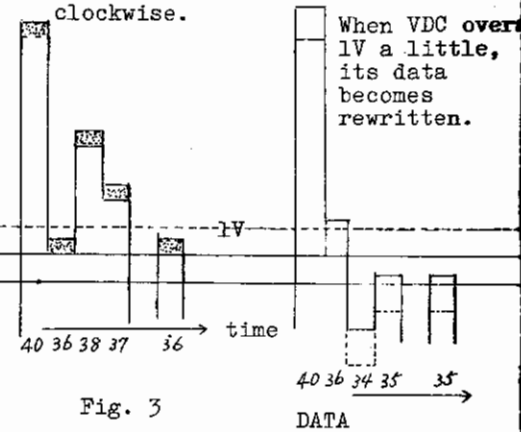 clockwise.
When VDC over
1V a little,
its data
becomes
rewritten.
1V
time
40 36 38 37 36
40 36 34 35 35
Fig. 3
DATA